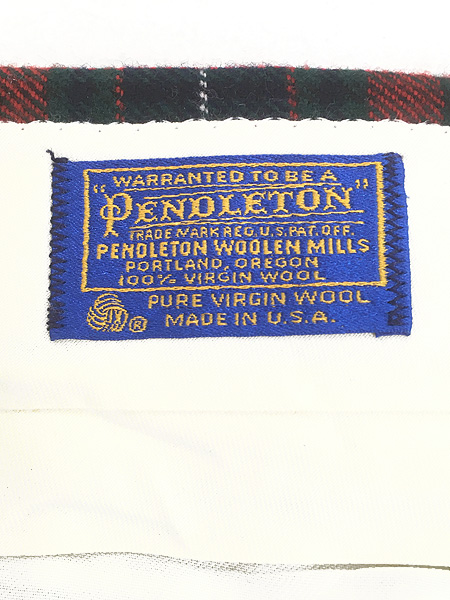 WARRANTED TO BE A
"PENDLETON"
TRADE MARK REG. U.S. PAT. OFF.
PENDLETON WOOLEN MILLS
PORTLAND, OREGON
100% VIRGIN WOOL
PURE VIRGIN WOOL
® MADE IN U.S.A.